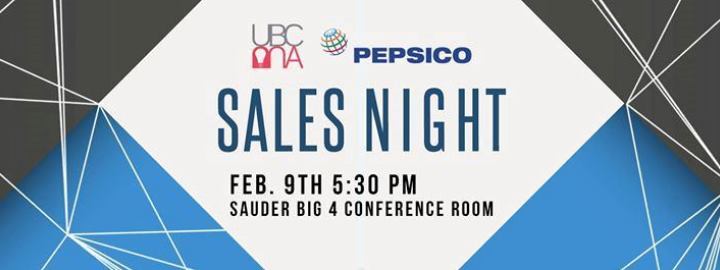 UBC
MA
PEPSICO
SALES NIGHT
FEB. 9TH 5:30 PM
SAUDER BIG 4 CONFERENCE ROOM